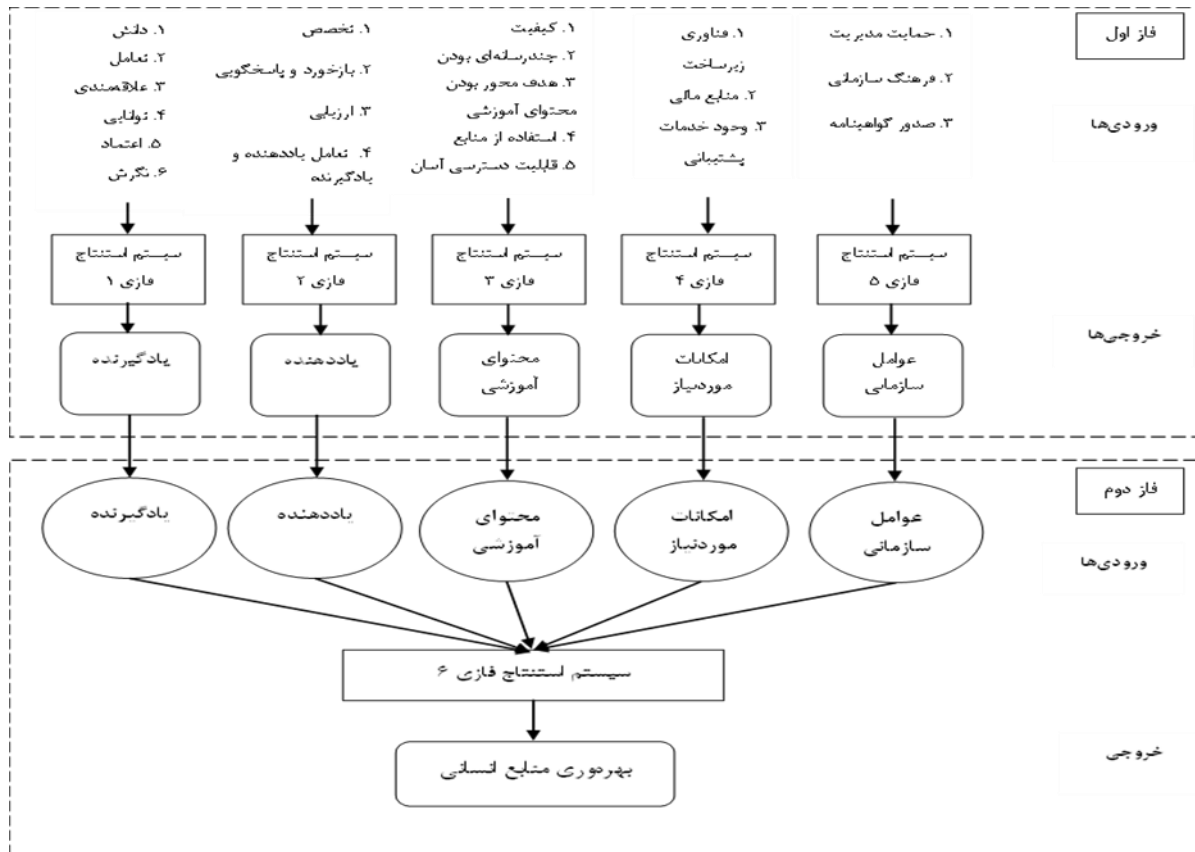 فاز اول
ورودی‌ها
۱. حمایت مدیریت
۲. فرهنگ سازمانی
۳. صدور گواهینامه
۱. فناوری
زیرساخت
۲. منابع مالی
۳. وجود خدمات
پشتیبانی
۱. کیفیت
۲. چندرسانه‌ای بودن
۳. هدف محور بودن
محتوای آموزشی
۴. استفاده از منابع
۵. قابلیت دسترسی آسان
۱. تخصص
۲. بازخورد و پاسخگویی
۳. ارزیابی
۴. تعامل یاددهنده و
یادگیرنده
۱. دانش
۲. تعامل
۳. علاقه‌مندی
۴. توانایی
۵. اعتماد
۶. نگرش
سیستم استنتاج
فازی ۵
سیستم استنتاج
فازی ۴
سیستم استنتاج
فازی ۳
سیستم استنتاج
فازی ۲
سیستم استنتاج
فازی ۱
خروجی‌ها
عوامل
سازمانی
امکانات
موردنیاز
محتوای
آموزشی
یاددهنده
یادگیرنده
فاز دوم
ورودی‌ها
عوامل
سازمانی
امکانات
موردنیاز
محتوای
آموزشی
یاددهنده
یادگیرنده
سیستم استنتاج فازی ۶
خروجی
بهره‌وری منابع انسانی